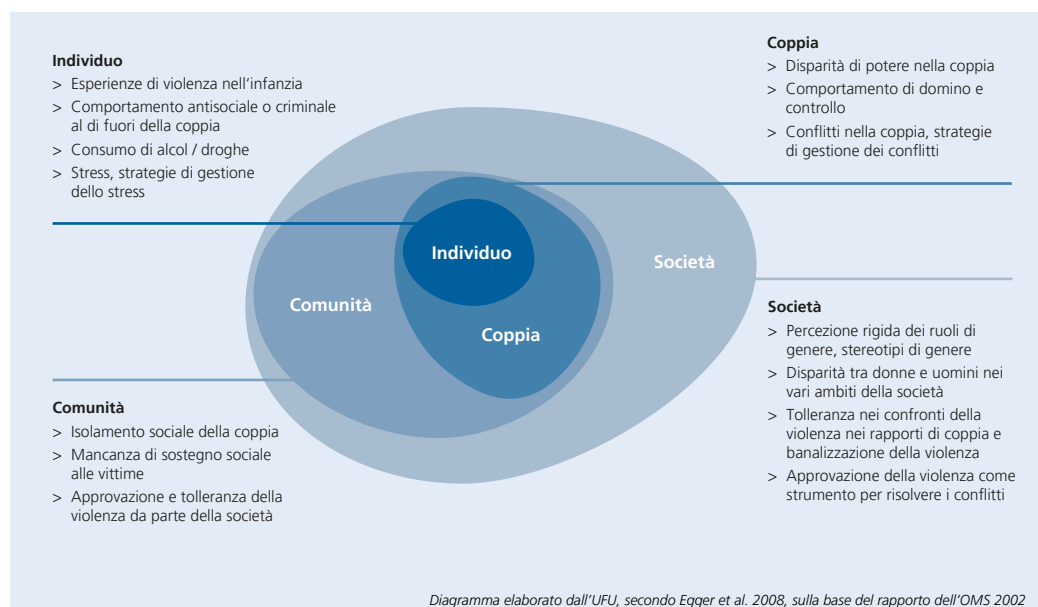 Individuo
> Esperienze di violenza nell'infanzia
> Comportamento antisociale o criminale
al di fuori della coppia
> Consumo di alcol / droghe
> Stress, strategie di gestione
dello stress
Coppia
> Disparità di potere nella coppia
> Comportamento di domino e
controllo
> Conflitti nella coppia, strategie
di gestione dei conflitti
Individuo
Società
Comunità
Coppia
Comunità
> Isolamento sociale della coppia
> Mancanza di sostegno sociale
alle vittime
> Approvazione e tolleranza della
violenza da parte della società
Società
> Percezione rigida dei ruoli di
genere, stereotipi di genere
> Disparità tra donne e uomini nei
vari ambiti della società
> Tolleranza nei confronti della
violenza nei rapporti di coppia e
banalizzazione della violenza
> Approvazione della violenza come
strumento per risolvere i conflitti
Diagramma elaborato dall'UFU, secondo Egger et al. 2008, sulla base del rapporto dell'OMS 2002